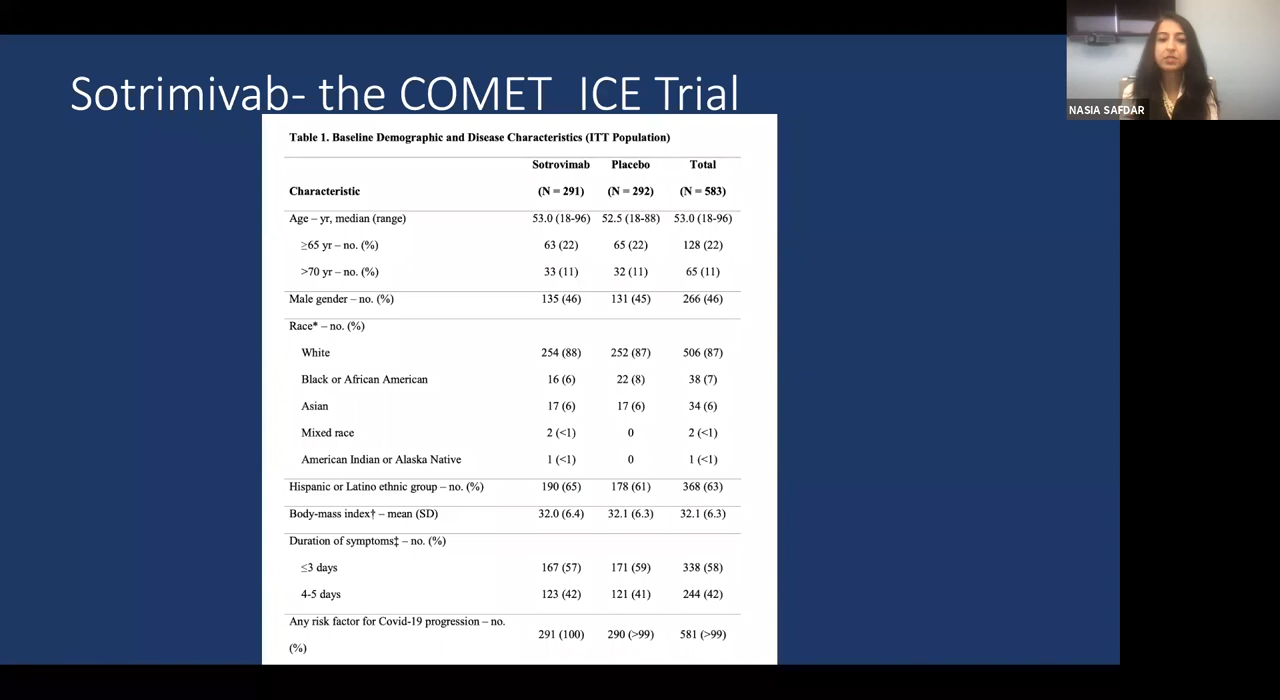 Sotrimivab- the COMET ICE Trial
NASIA SAFDAR
Table 1. Baseline Demographic and Disease Characteristics (ITT Population)
Sotrovimab Placebo Total
Characteristic (N = 291) (N = 292) (N = 583)
Age – yr, median (range) 53.0 (18-96) 52.5 (18-88) 53.0 (18-96)
≥65 yr – no. (%) 63 (22) 65 (22) 128 (22)
>70 yr – no. (%) 33 (11) 32 (11) 65 (11)
Male gender – no. (%) 135 (46) 131 (45) 266 (46)
Race* – no. (%)
White 254 (88) 252 (87) 506 (87)
Black or African American 16 (6) 22 (8) 38 (7)
Asian 17 (6) 17 (6) 34 (6)
Mixed race 2 (<1) 0 2 (<1)
American Indian or Alaska Native 1 (<1) 0 1 (<1)
Hispanic or Latino ethnic group – no. (%) 190 (65) 178 (61) 368 (63)
Body-mass index† – mean (SD) 32.0 (6.4) 32.1 (6.3) 32.1 (6.3)
Duration of symptoms‡ – no. (%)
≤3 days 167 (57) 171 (59) 338 (58)
4-5 days 123 (42) 121 (41) 244 (42)
Any risk factor for Covid-19 progression – no.
(%) 291 (100) 290 (>99) 581 (>99)